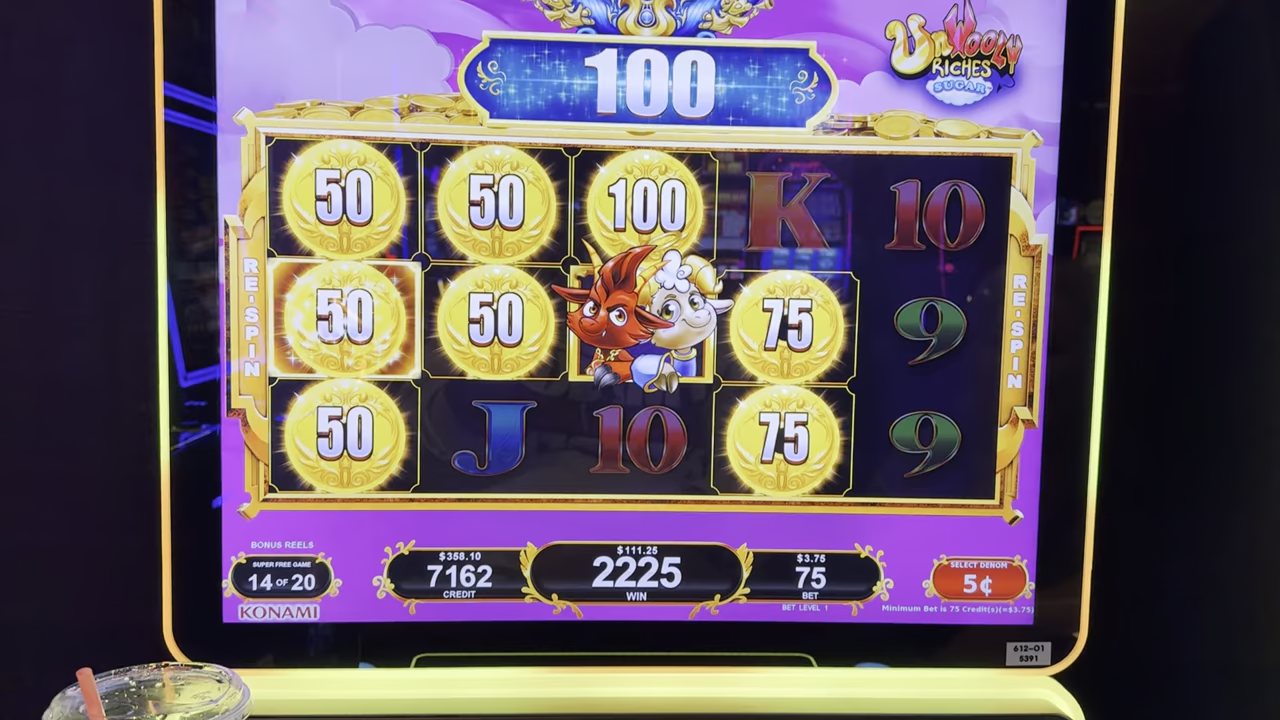 UnWooly
RICHES
SUGAR
100
50 50 100 K 10
RE-SPIN
50 50 75 9
RE-SPIN
50 J 10 75 9
BONUS REELS
SUPER FREE GAME
14 OF 20
KONAMI
$358.10
7162
CREDIT
$111.25
2225
WIN
$3.75
75
BET
BET LEVEL 1
SELECT DENOM
5¢
Minimum Bet is 75 Credit(s)(=$3.75)
612-01
5391